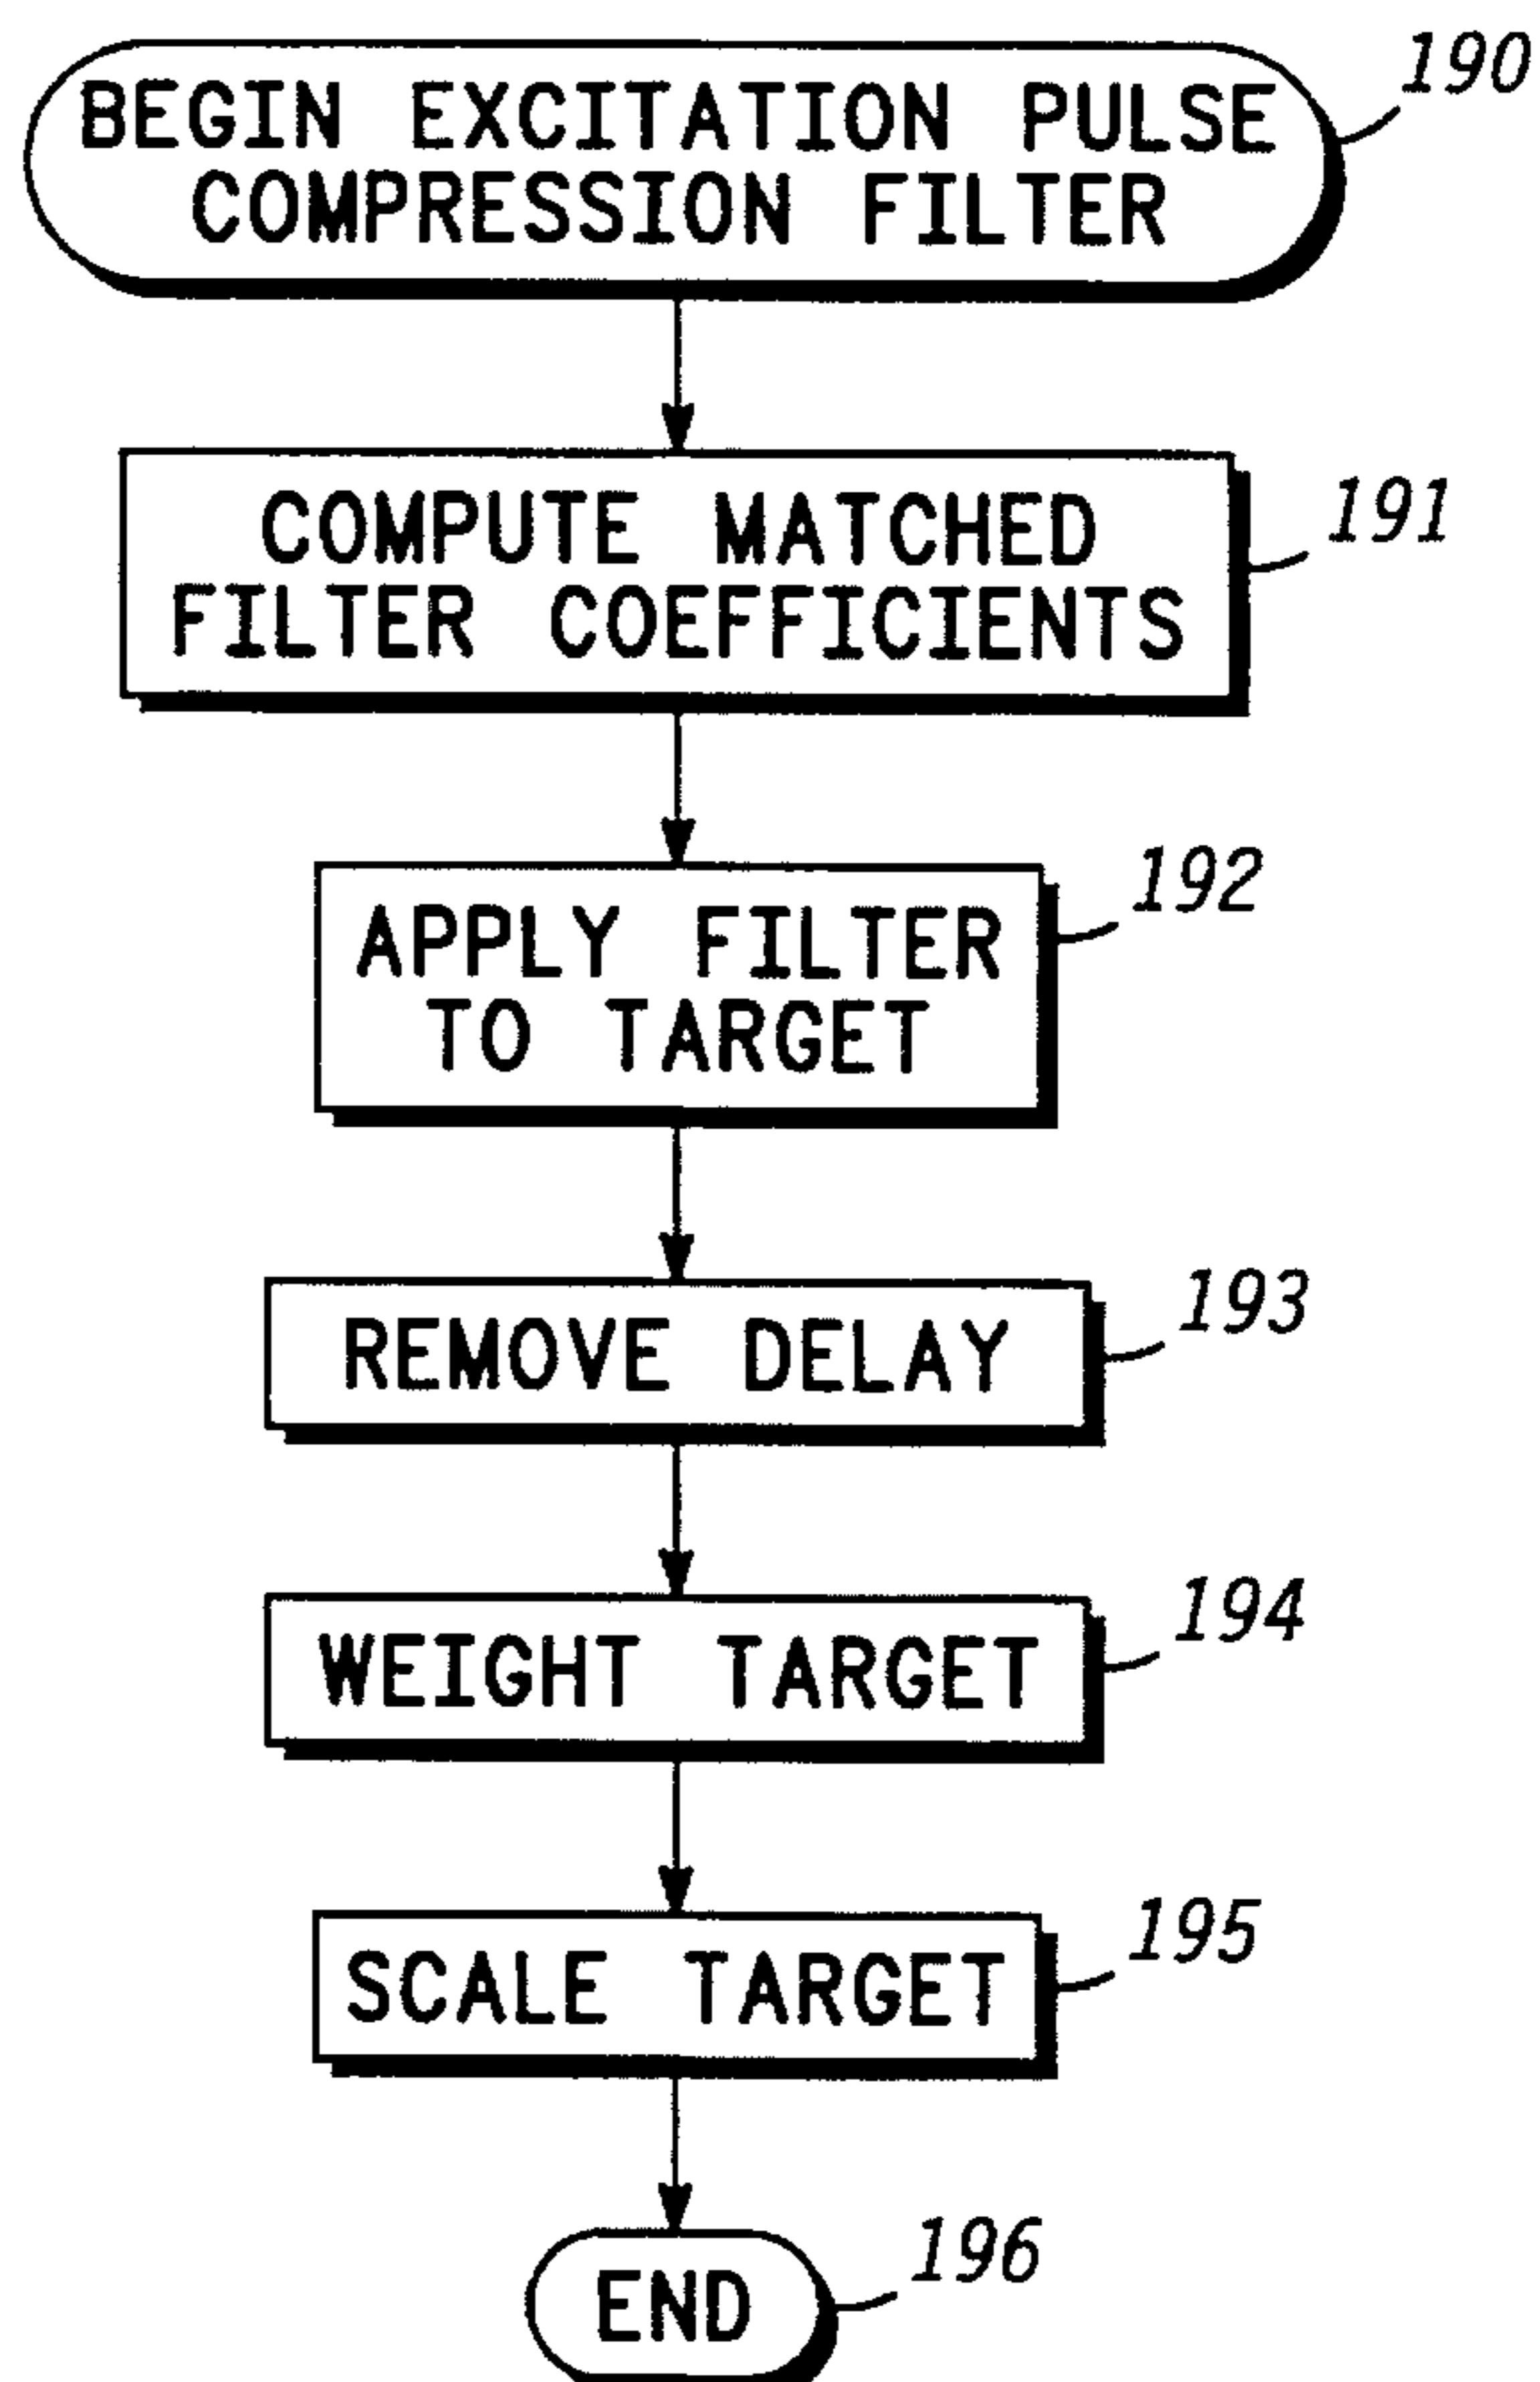 BEGIN EXCITATION PULSE
COMPRESSION FILTER
190
COMPUTE MATCHED
FILTER COEFFICIENTS
191
APPLY FILTER
TO TARGET
192
REMOVE DELAY
193
WEIGHT TARGET
194
SCALE TARGET
195
END
196